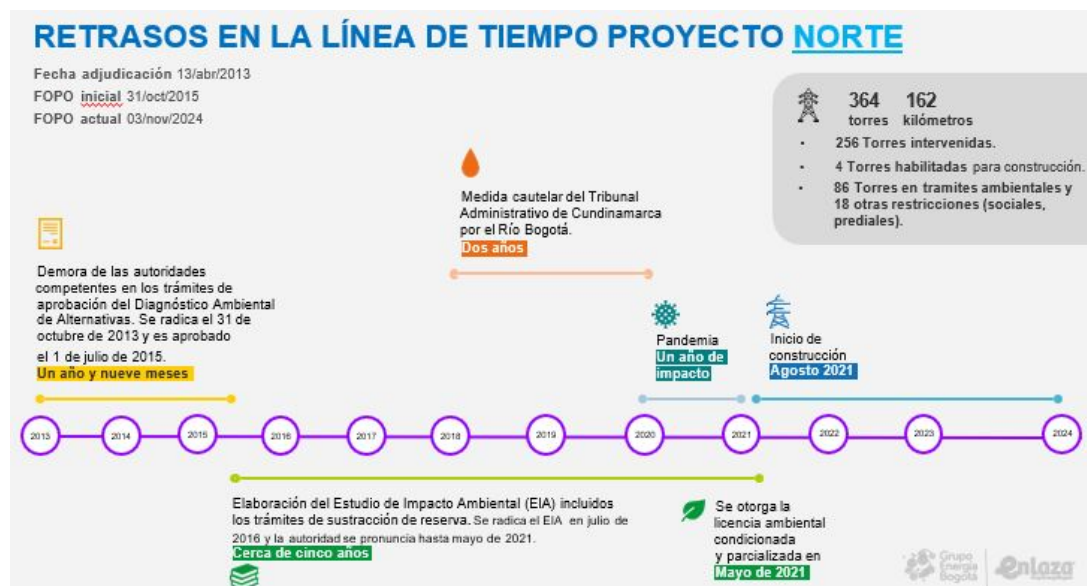 RETRASOS EN LA LÍNEA DE TIEMPO PROYECTO NORTE
Fecha adjudicación 13/abr/2013
FOPO inicial 31/oct/2015
FOPO actual 03/nov/2024
364 162
torres kilómetros
• 256 Torres intervenidas.
• 4 Torres habilitadas para construcción.
• 86 Torres en tramites ambientales y
18 otras restricciones (sociales,
prediales).
Medida cautelar del Tribunal
Administrativo de Cundinamarca
por el Río Bogotá.
Dos años
Demora de las autoridades
competentes en los trámites de
aprobación del Diagnóstico Ambiental
de Alternativas. Se radica el 31 de
octubre de 2013 y es aprobado
el 1 de julio de 2015.
Un año y nueve meses
Pandemia
Un año de
impacto
Inicio de
construcción
Agosto 2021
2013 2014 2015 2016 2017 2018 2019 2020 2021 2022 2023 2024
Elaboración del Estudio de Impacto Ambiental (EIA) incluidos
los trámites de sustracción de reserva. Se radica el EIA en julio de
2016 y la autoridad se pronuncia hasta mayo de 2021.
Cerca de cinco años
Se otorga la
licencia ambiental
condicionada
y parcializada en
Mayo de 2021
Grupo
Energía
Bogotá
enlaza